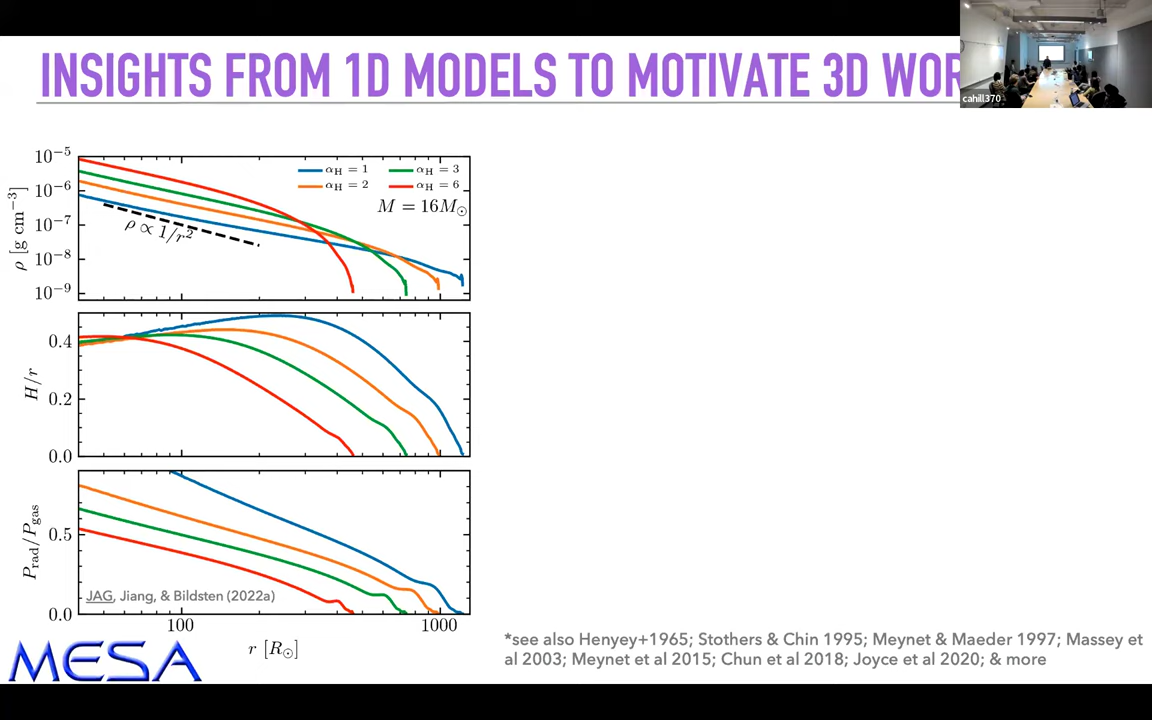 INSIGHTS FROM 1D MODELS TO MOTIVATE 3D WOR
cahill370
10⁻⁵
10⁻⁶
10⁻⁷
10⁻⁸
10⁻⁹
ρ [g cm⁻³]
α_H = 1
α_H = 2
α_H = 3
α_H = 6
M = 16M☉
ρ ∝ 1/r²
0.4
0.2
0.0
H/r
0.5
0.0
P_rad/P_gas
JAG, Jiang, & Bildsten (2022a)
100
1000
r [R☉]
MESA
*see also Henyey+1965; Stothers & Chin 1995; Meynet & Maeder 1997; Massey et
al 2003; Meynet et al 2015; Chun et al 2018; Joyce et al 2020; & more